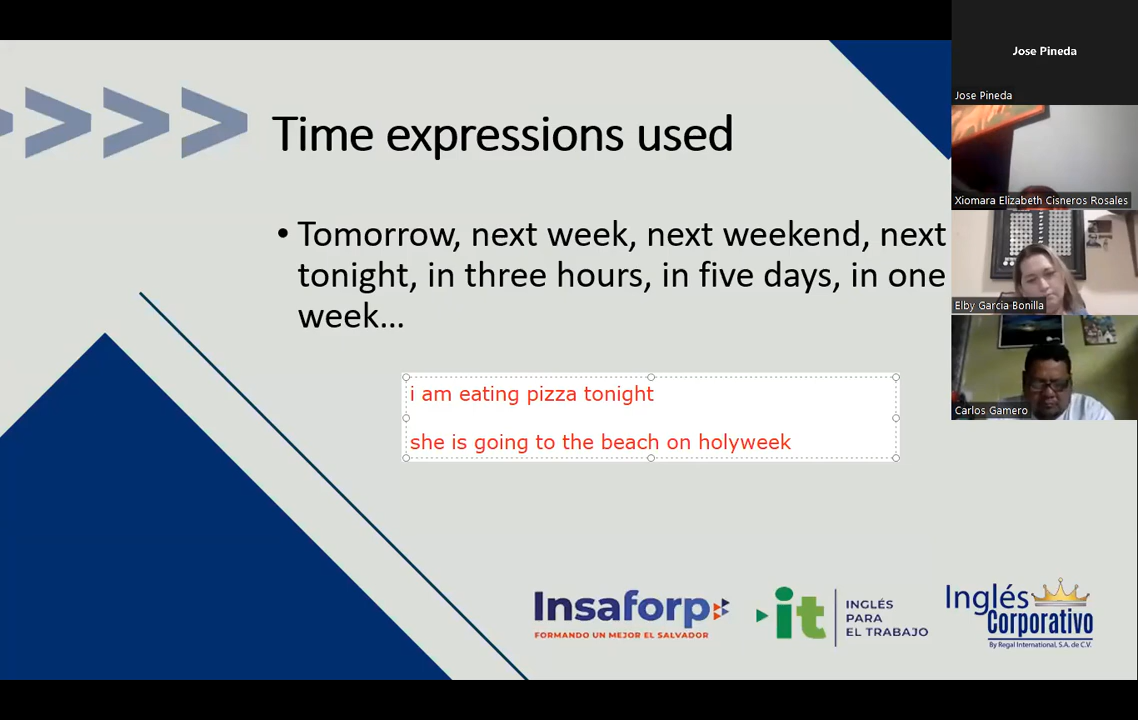 Time expressions used
• Tomorrow, next week, next weekend, next
tonight, in three hours, in five days, in one
week...
i am eating pizza tonight
she is going to the beach on holyweek
Insaforp
FORMANDO UN MEJOR EL SALVADOR
it
INGLÉS
PARA
EL TRABAJO
Inglés
Corporativo
By Regal International, S.A. de C.V.
Jose Pineda
Jose Pineda
Xiomara Elizabeth Cisneros Rosales
Elby Garcia Bonilla
Carlos Gamero